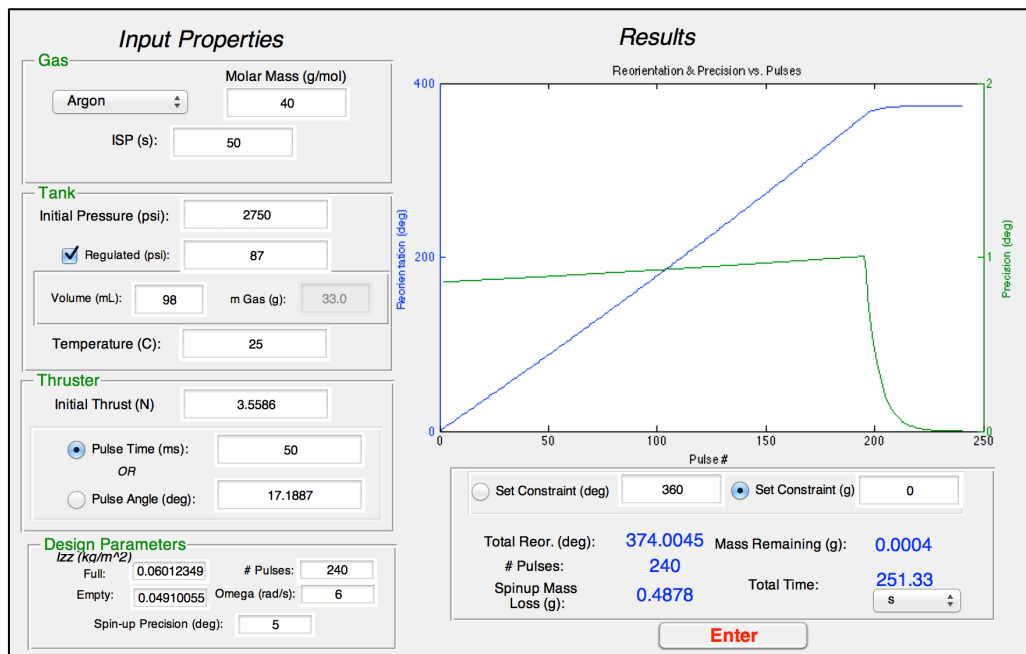 Input Properties
Gas
Molar Mass (g/mol)
Argon
40
ISP (s):
50
Tank
Initial Pressure (psi):
2750
Regulated (psi):
87
Volume (mL):
98
m Gas (g):
33.0
Temperature (C):
25
Thruster
Initial Thrust (N)
3.5586
Pulse Time (ms):
50
OR
Pulse Angle (deg):
17.1887
Design Parameters
Izz (kg/m^2)
Full:
0.06012349
# Pulses:
240
Empty:
0.04910055
Omega (rad/s):
6
Spin-up Precision (deg):
5
Results
Reorientation & Precision vs. Pulses
400
200
0
Reorientation (deg)
2
1
0
Precision (deg)
0
50
100
150
200
250
Pulse #
Set Constraint (deg)
360
Set Constraint (g)
0
Total Reor. (deg):
374.0045
Mass Remaining (g):
0.0004
# Pulses:
240
Total Time:
251.33
Spinup Mass
Loss (g):
0.4878
s
Enter